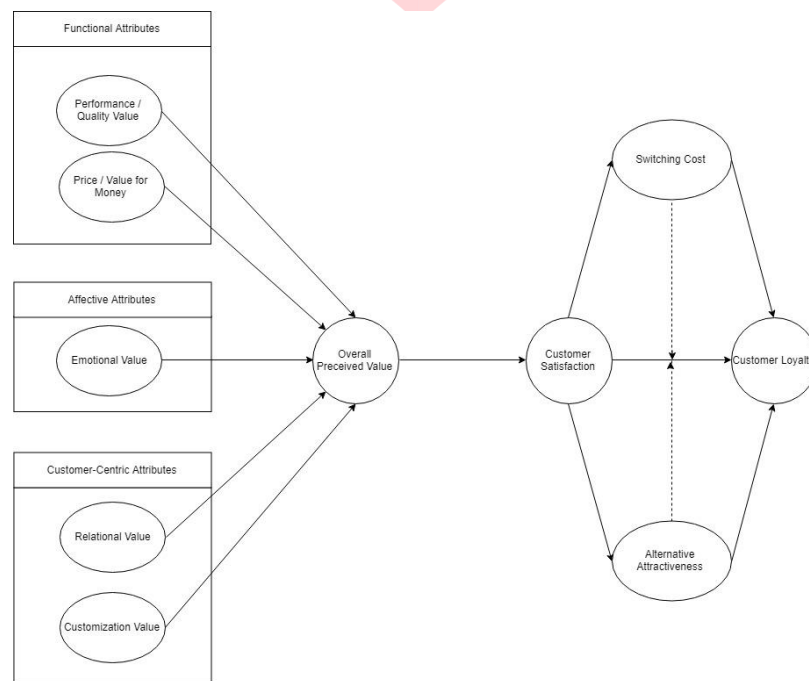 Functional Attributes
Performance /
Quality Value
Price / Value for
Money
Affective Attributes
Emotional Value
Customer-Centric Attributes
Relational Value
Customization Value
Overall
Preceived Value
Customer
Satisfaction
Switching Cost
Alternative
Attractiveness
Customer Loyalt